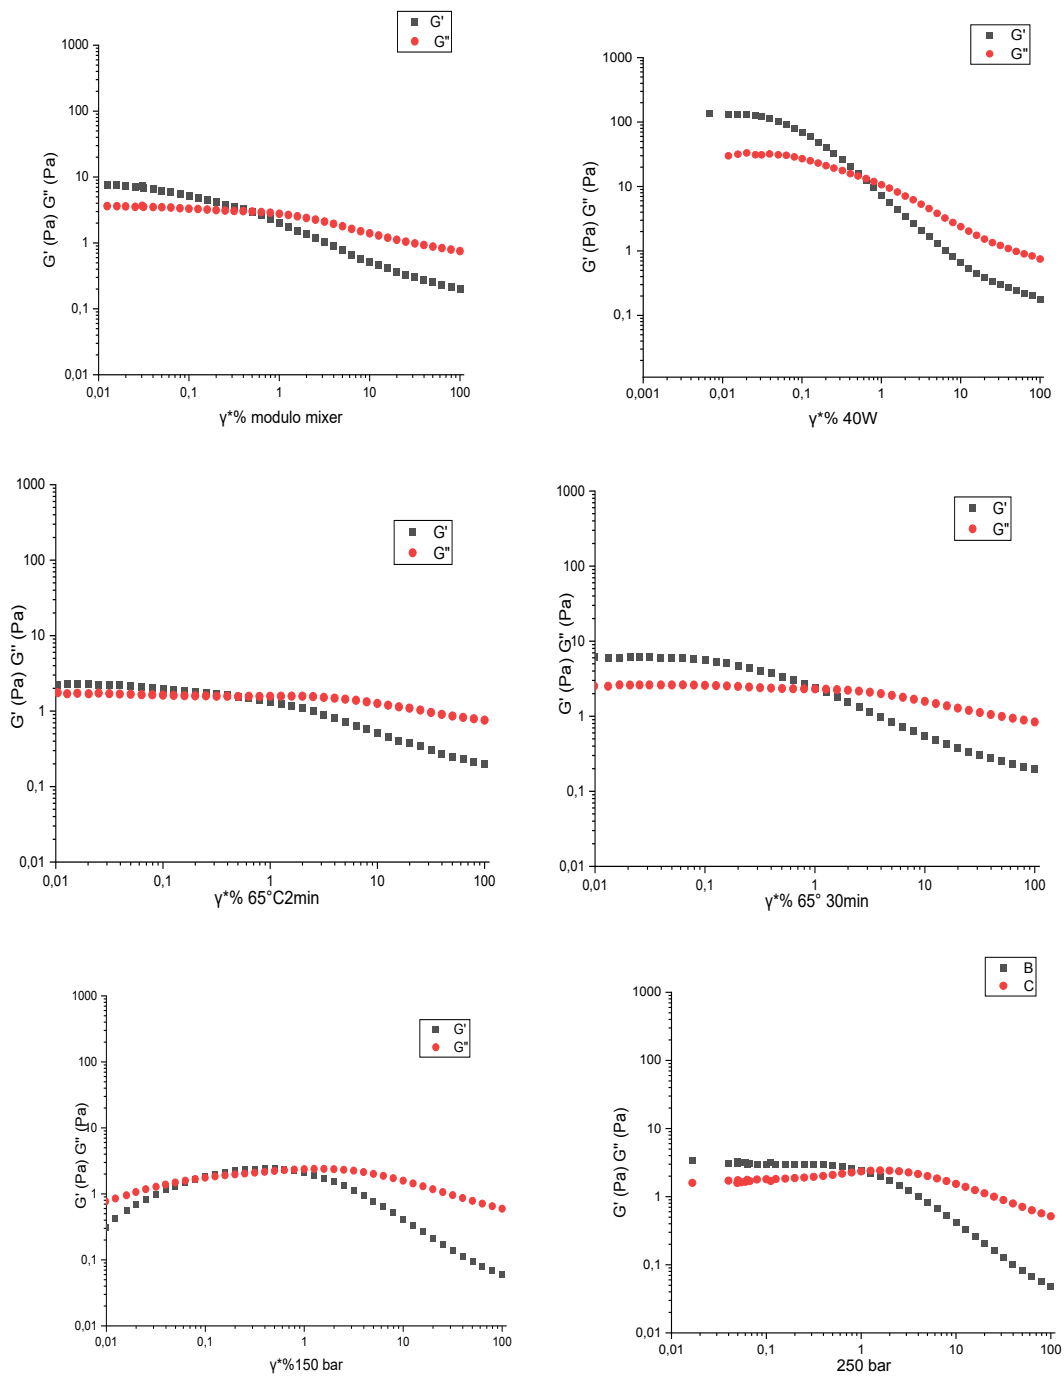 G'
G"
1000
100
10
1
0,1
0,01
G' (Pa) G" (Pa)
0,01 0,1 1 10 100
γ*% modulo mixer
G'
G"
1000
100
10
1
0,1
G' (Pa) G" (Pa)
0,001 0,01 0,1 1 10 100
γ*% 40W
G'
G"
1000
100
10
1
0,1
0,01
G' (Pa) G" (Pa)
0,01 0,1 1 10 100
γ*% 65°C2min
G'
G"
1000
100
10
1
0,1
0,01
G' (Pa) G" (Pa)
0,01 0,1 1 10 100
γ*% 65° 30min
G'
G"
1000
100
10
1
0,1
0,01
G' (Pa) G" (Pa)
0,01 0,1 1 10 100
γ*%150 bar
B
C
1000
100
10
1
0,1
0,01
G' (Pa) G" (Pa)
0,01 0,1 1 10 100
250 bar